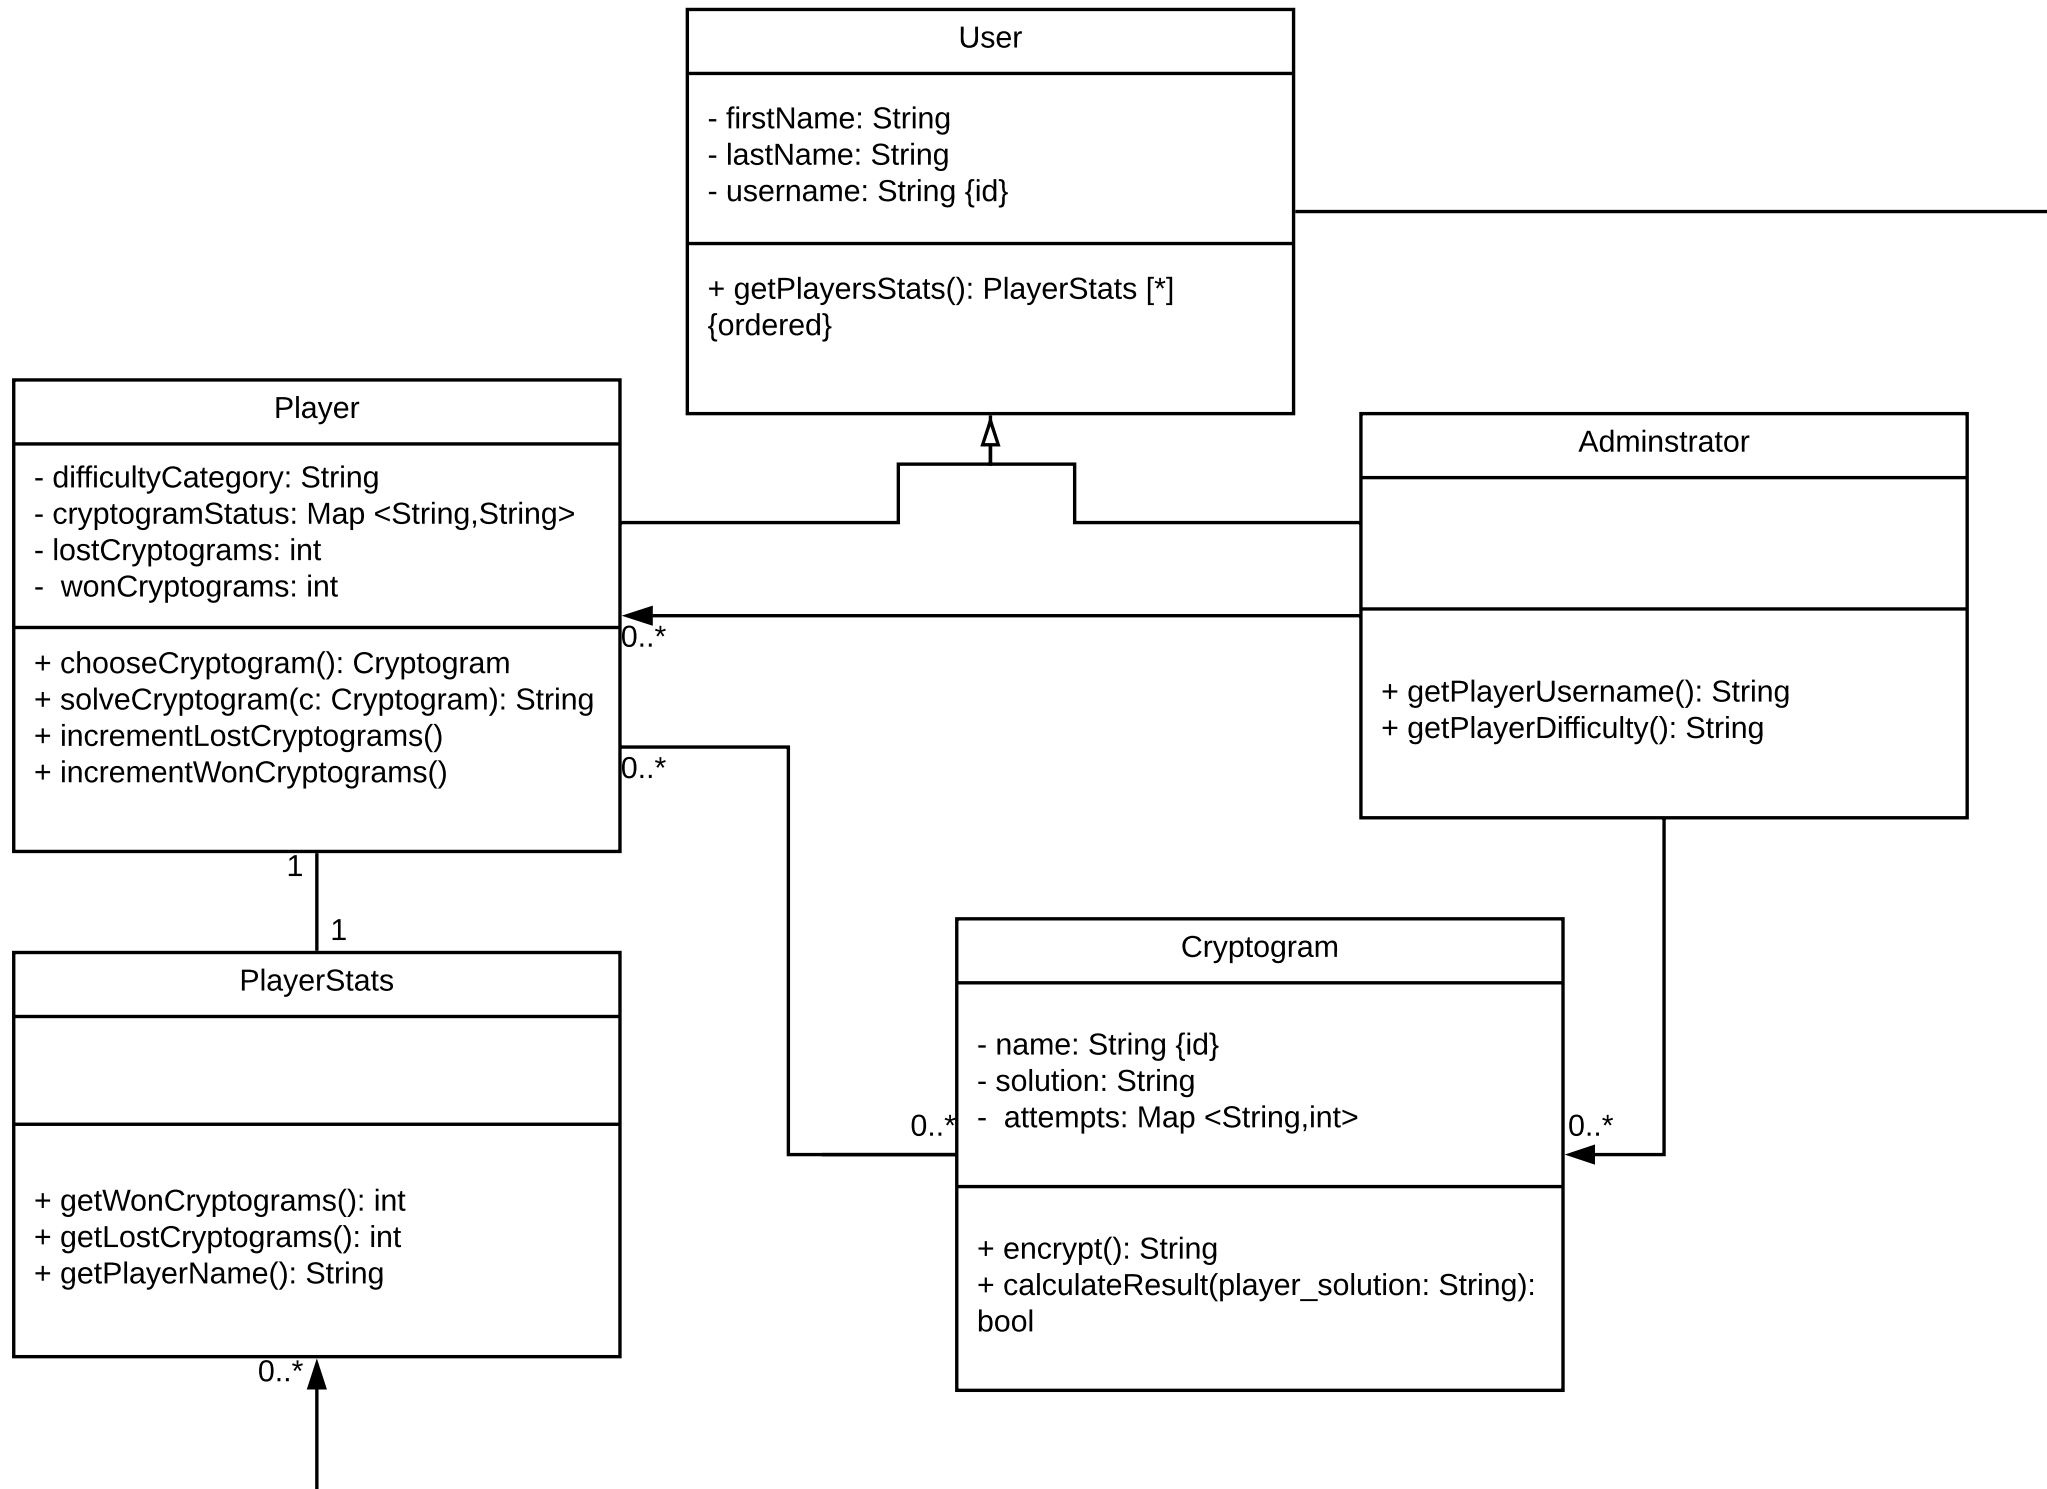 User
- firstName: String
- lastName: String
- username: String {id}
+ getPlayersStats(): PlayerStats [*]
{ordered}
Player
- difficultyCategory: String
- cryptogramStatus: Map <String,String>
- lostCryptograms: int
-  wonCryptograms: int
+ chooseCryptogram(): Cryptogram
+ solveCryptogram(c: Cryptogram): String
+ incrementLostCryptograms()
+ incrementWonCryptograms()
Adminstrator
+ getPlayerUsername(): String
+ getPlayerDifficulty(): String
0..*
0..*
1
1
PlayerStats
+ getWonCryptograms(): int
+ getLostCryptograms(): int
+ getPlayerName(): String
0..*
Cryptogram
- name: String {id}
- solution: String
-  attempts: Map <String,int>
+ encrypt(): String
+ calculateResult(player_solution: String):
bool
0..*
0..*